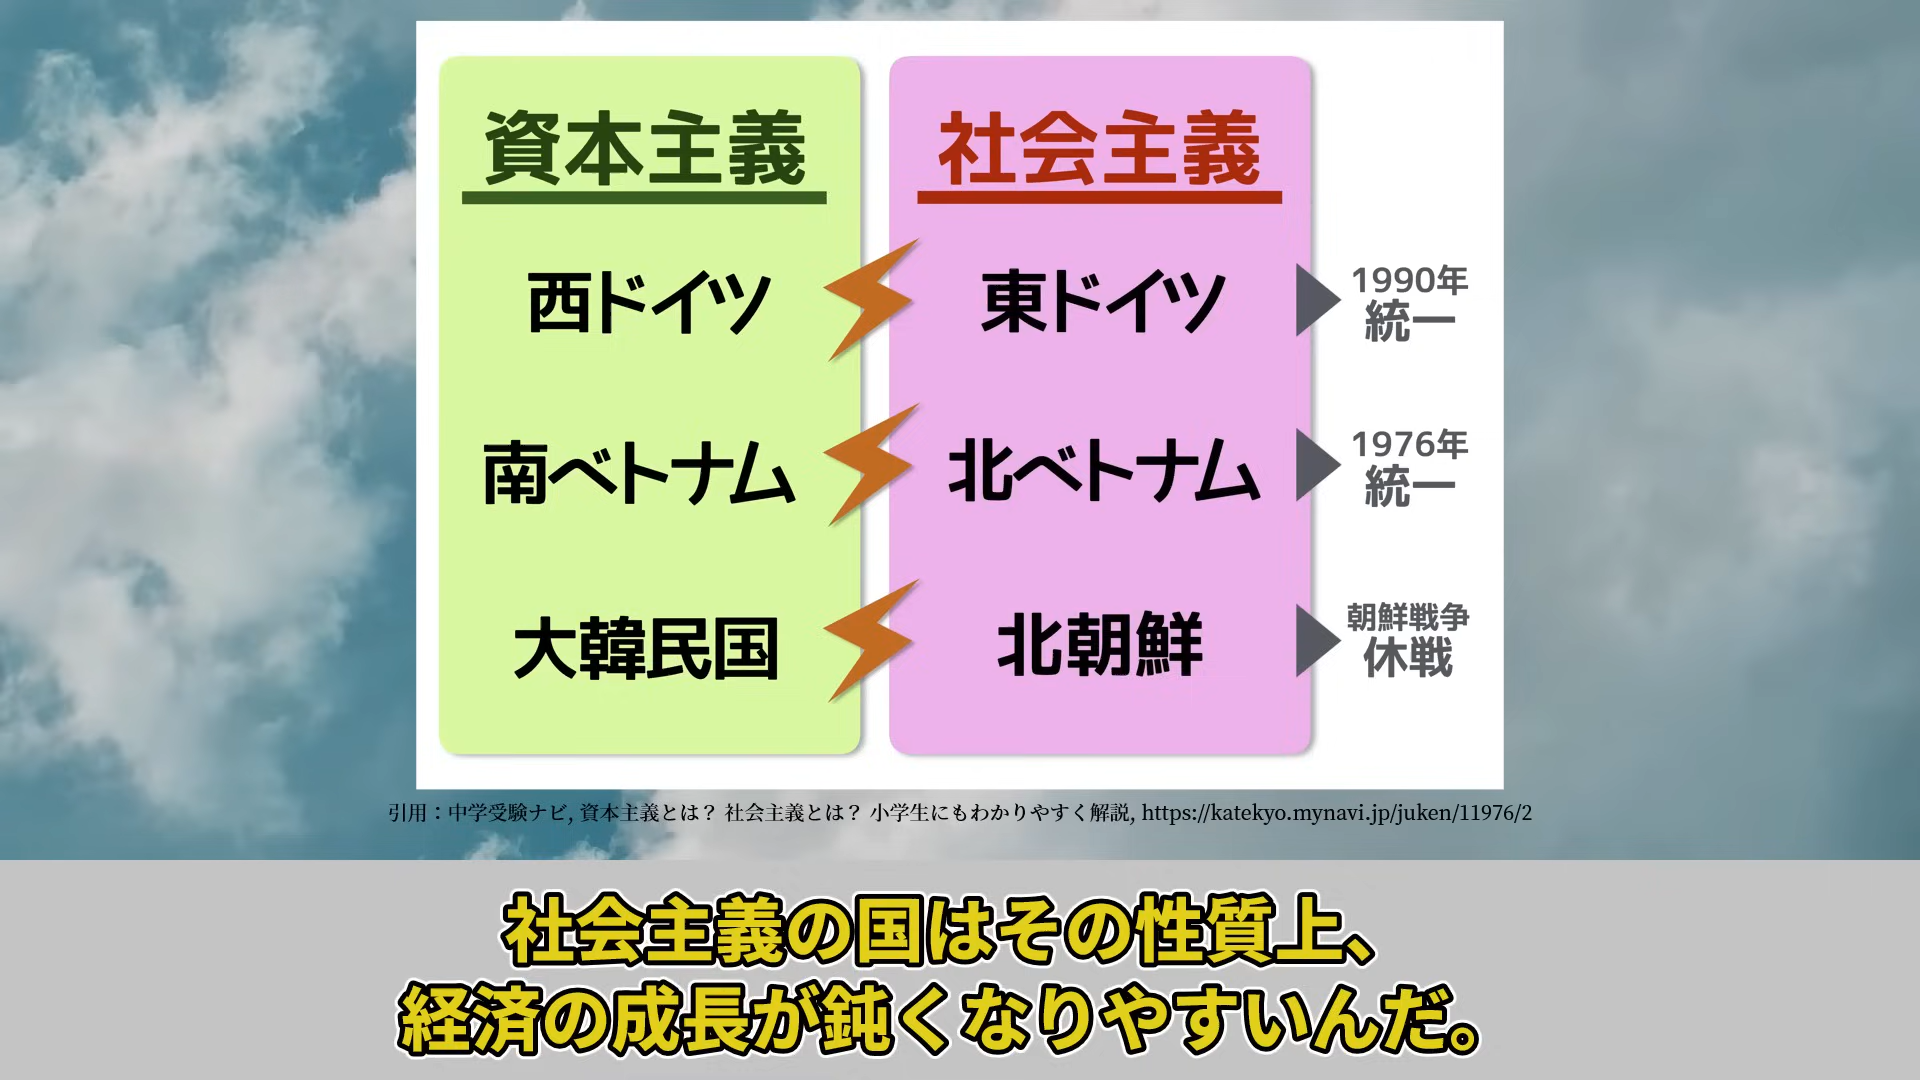 資本主義
社会主義
西ドイツ
東ドイツ
1990年
統一
南ベトナム
北ベトナム
1976年
統一
大韓民国
北朝鮮
朝鮮戦争
休戦
引用：中学受験ナビ, 資本主義とは？ 社会主義とは？ 小学生にもわかりやすく解説, https://katekyo.mynavi.jp/juken/11976/2
社会主義の国はその性質上、
経済の成長が鈍くなりやすいんだ。